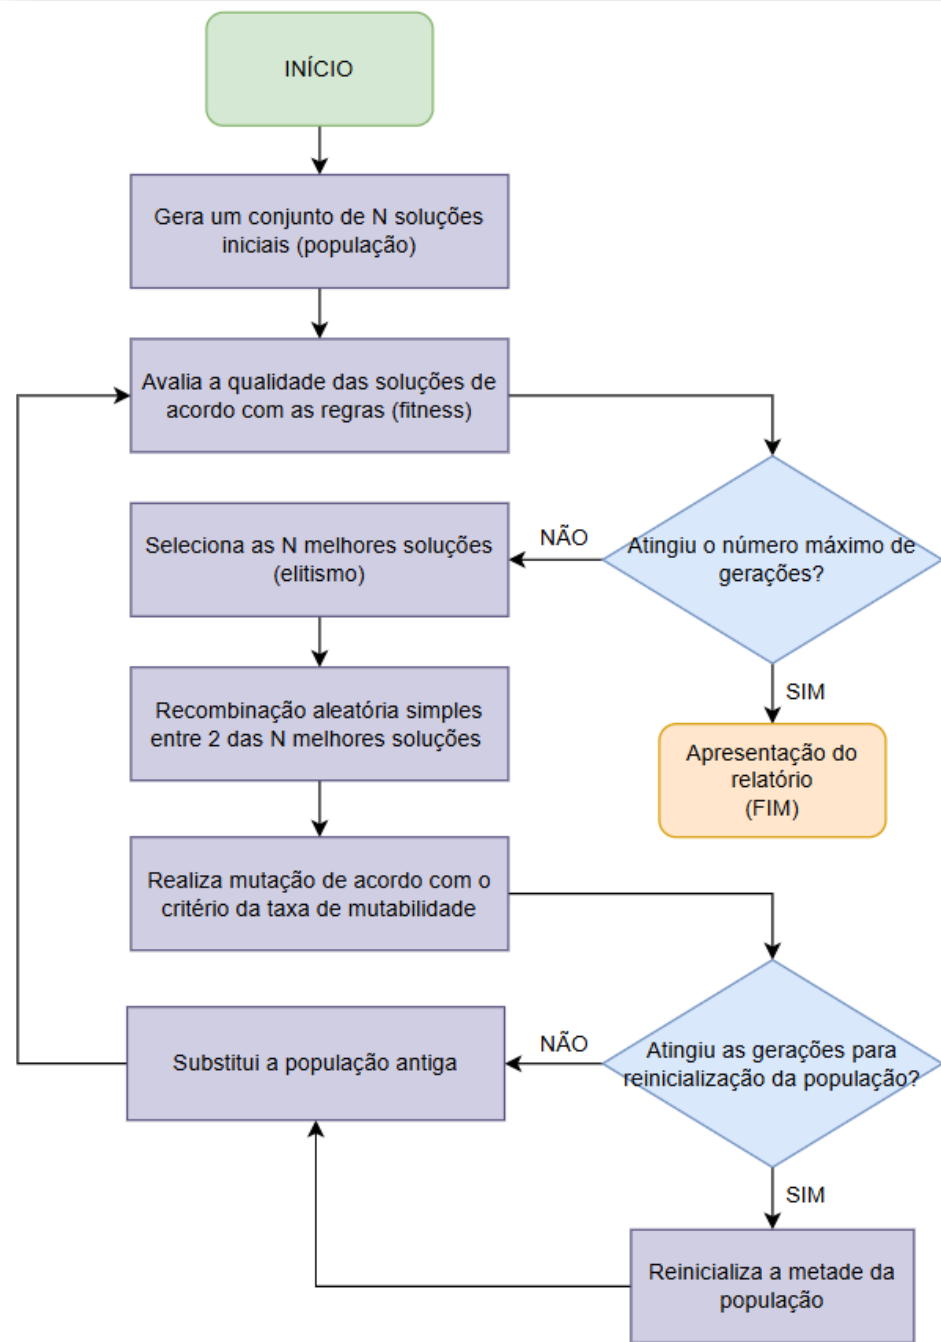 INÍCIO
Gera um conjunto de N soluções
iniciais (população)
Avalia a qualidade das soluções de
acordo com as regras (fitness)
Atingiu o número máximo de
gerações?
NÃO
Seleciona as N melhores soluções
(elitismo)
SIM
Apresentação do
relatório
(FIM)
Recombinação aleatória simples
entre 2 das N melhores soluções
Realiza mutação de acordo com o
critério da taxa de mutabilidade
Atingiu as gerações para
reinicialização da população?
NÃO
Substitui a população antiga
SIM
Reinicializa a metade da
população